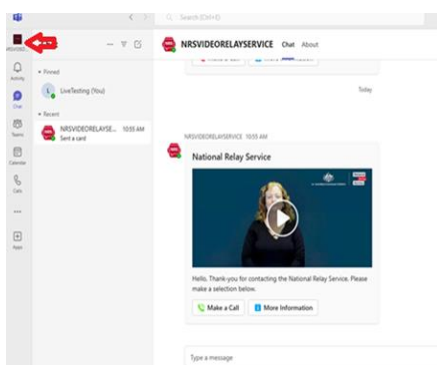 Search (Ctrl+E)
Activity
Chat
Teams
Calendar
Calls
Apps
Pinned
L LiveTesting (You)
Recent
NRSVIDEORELAYSE... 10:55 AM
Sent a card
NRSVIDEORELAYSERVICE Chat About
Today
NRSVIDEORELAYSERVICE 10:55 AM
National Relay Service
Hello, Thank-you for contacting the National Relay Service. Please
make a selection below.
Make a Call More Information
Type a message